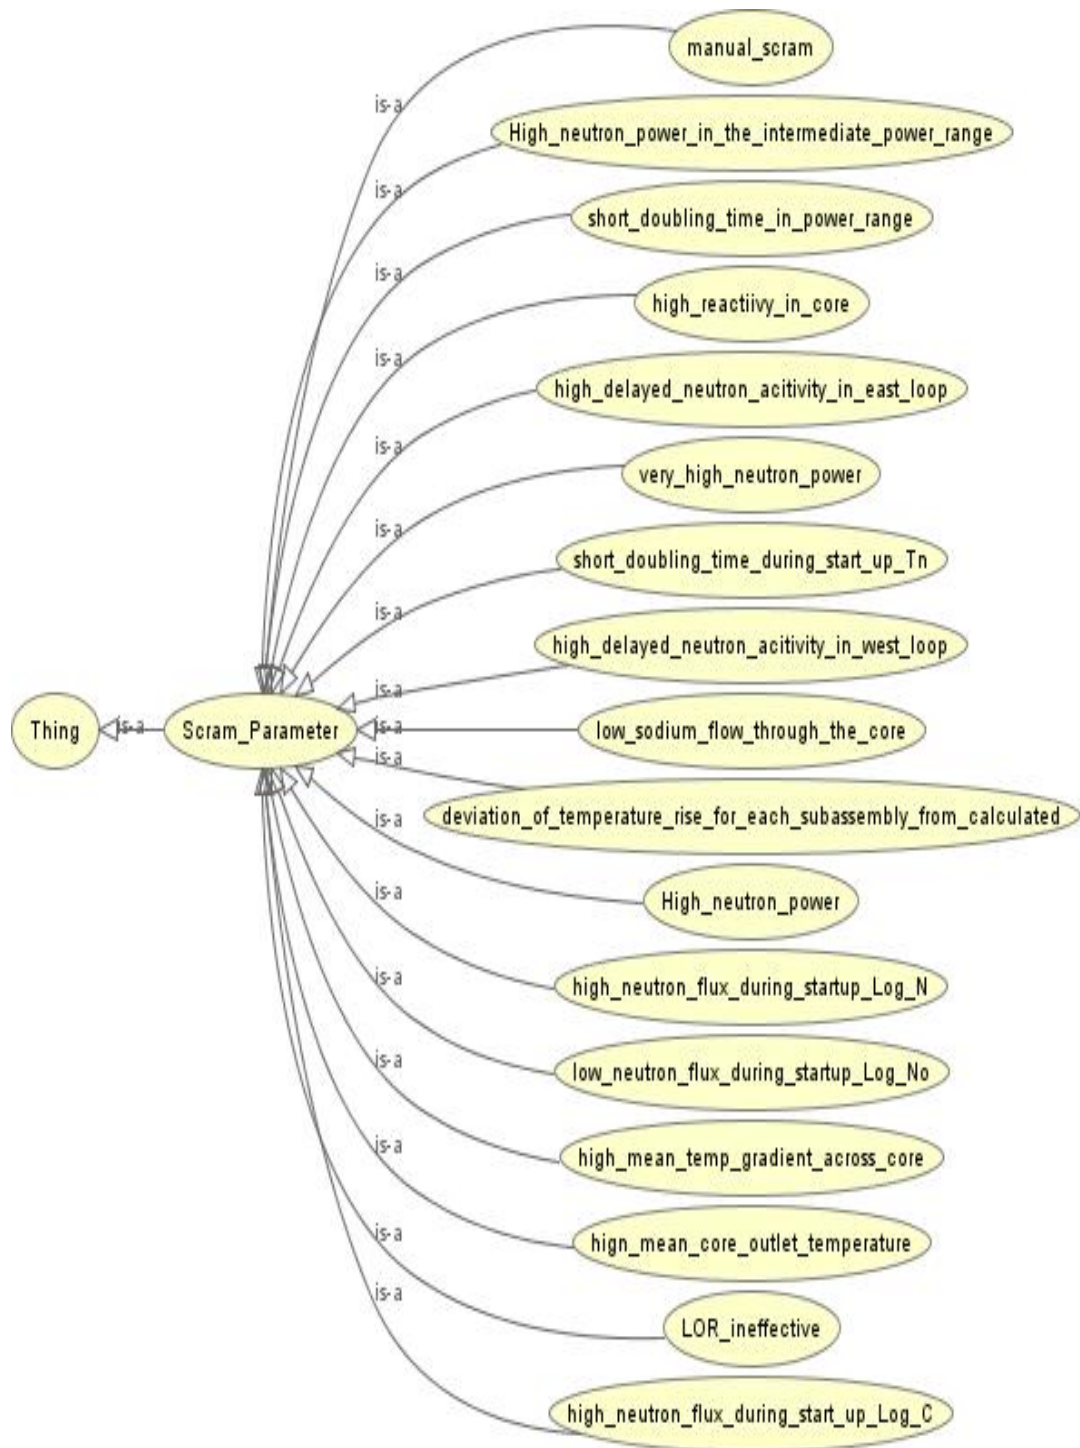 manual_scram
is-a
High_neutron_power_in_the_intermediate_power_range
is-a
short_doubling_time_in_power_range
is-a
high_reactiivy_in_core
is-a
high_delayed_neutron_acitivity_in_east_loop
is-a
very_high_neutron_power
is-a
short_doubling_time_during_start_up_Tn
is-a
high_delayed_neutron_acitivity_in_west_loop
is-a
Thing
is-a
Scram_Parameter
is-a
low_sodium_flow_through_the_core
is-a
deviation_of_temperature_rise_for_each_subassembly_from_calculated
is-a
High_neutron_power
is-a
high_neutron_flux_during_startup_Log_N
is-a
low_neutron_flux_during_startup_Log_No
is-a
high_mean_temp_gradient_across_core
is-a
hign_mean_core_outlet_temperature
is-a
LOR_ineffective
is-a
high_neutron_flux_during_start_up_Log_C